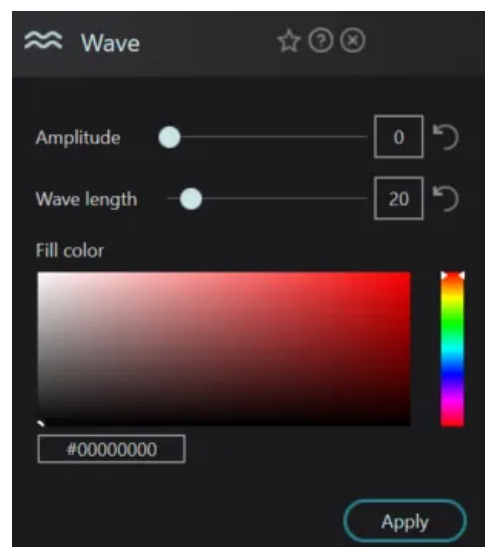 Wave
Amplitude 0
Wave length 20
Fill color
#00000000
Apply